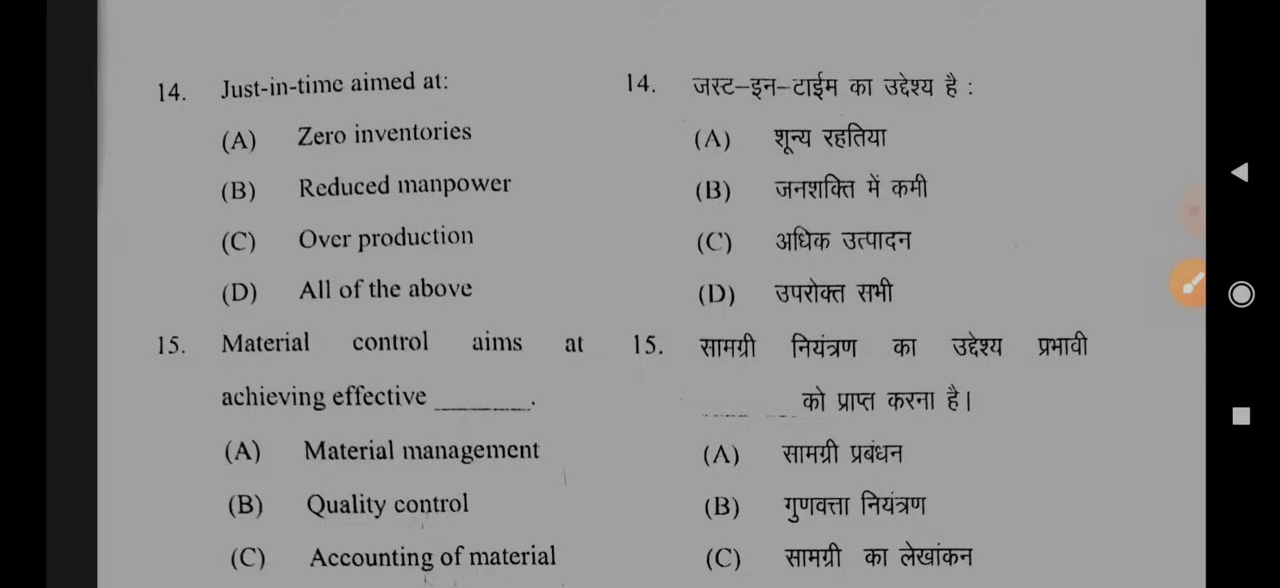 14. Just-in-time aimed at:
(A) Zero inventories
(B) Reduced manpower
(C) Over production
(D) All of the above
15. Material control aims at
achieving effective ______.
(A) Material management
(B) Quality control
(C) Accounting of material
14. जस्ट-इन-टाईम का उद्देश्य है :
(A) शून्य रहतिया
(B) जनशक्ति में कमी
(C) अधिक उत्पादन
(D) उपरोक्त सभी
15. सामग्री नियंत्रण का उद्देश्य प्रभावी
______ को प्राप्त करना है।
(A) सामग्री प्रबंधन
(B) गुणवत्ता नियंत्रण
(C) सामग्री का लेखांकन